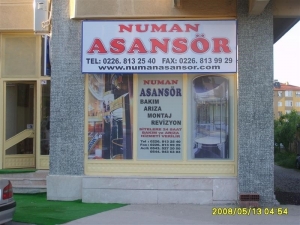 NUMAN
ASANSÖR
TEL: 0226. 813 25 40 FAX: 0226. 813 99 29
www.numanasansor.com
NUMAN
ASANSÖR
BAKIM
ARIZA
MONTAJ
REVİZYON
2008/05/13 04:54